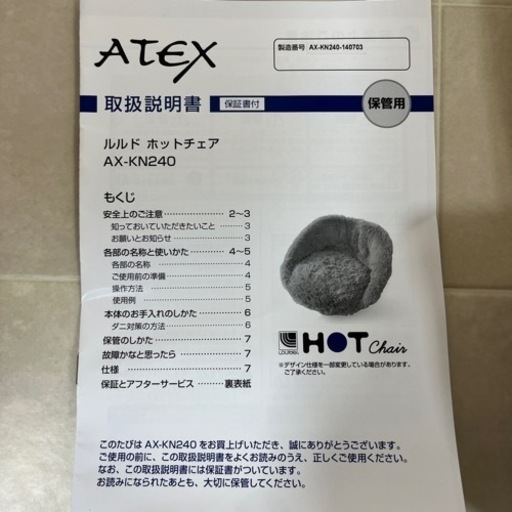 ATEX
製造番号 AX-KN240-140703
取扱説明書 保証書付 保管用
ルルド ホットチェア
AX-KN240
もくじ
安全上のご注意 ……………… 2〜3
知っておいていただきたいこと …… 3
お願いとお知らせ ……………… 3
各部の名称と使いかた ………… 4〜5
各部の名称 ……………… 4
ご使用前の準備 ……………… 4
操作方法 ……………… 5
使用例 ……………… 5
本体のお手入れのしかた ………… 6
ダニ対策の方法 ……………… 6
保管のしかた ……………… 7
故障かなと思ったら ……………… 7
仕様 ……………… 7
保証とアフターサービス ……… 裏表紙
Lourdes HOT Chair
※デザイン仕様を一部変更している場合があります。
ご了承ください。
このたびは AX-KN240 をお買上げいただき、誠にありがとうございます。
ご使用の前に、この取扱説明書をよくお読みのうえ、正しくご使用ください。
なお、この取扱説明書には保証書がついています。
お読みになられたあとも、大切に保管してください。